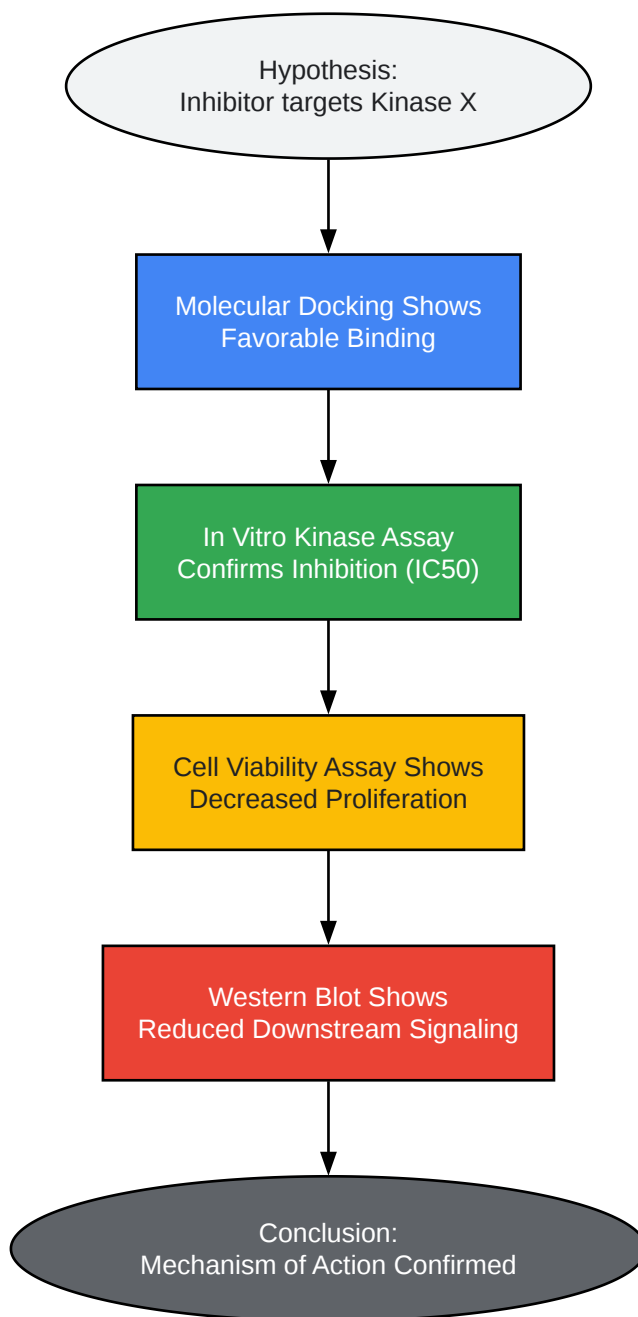 Hypothesis:
Inhibitor targets Kinase X
Molecular Docking Shows
Favorable Binding
In Vitro Kinase Assay
Confirms Inhibition (IC50)
Cell Viability Assay Shows
Decreased Proliferation
Western Blot Shows
Reduced Downstream Signaling
Conclusion:
Mechanism of Action Confirmed